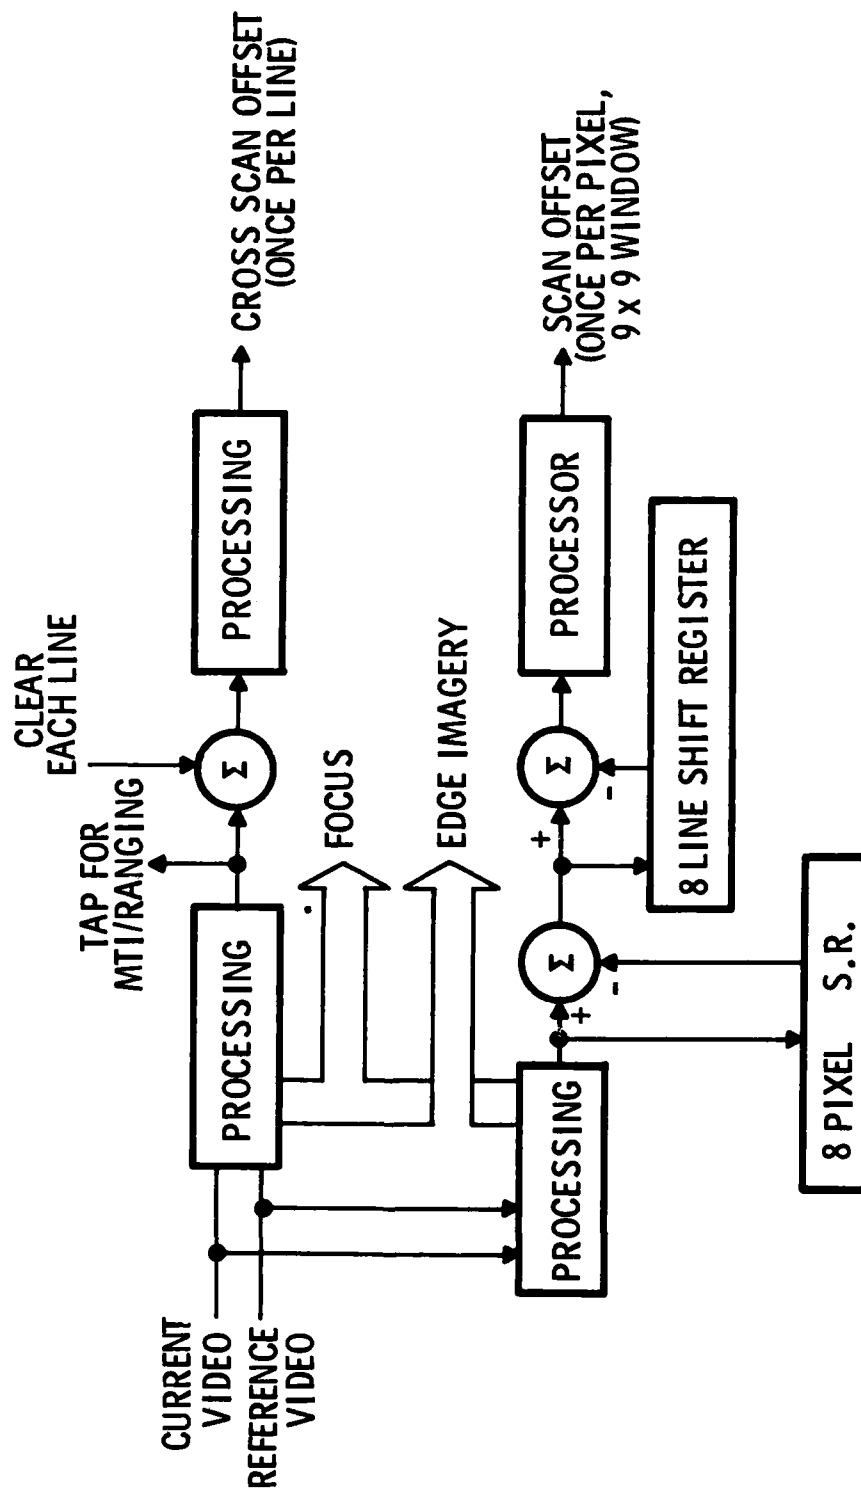 CURRENT
VIDEO
REFERENCE
VIDEO
PROCESSING
TAP FOR
MTI/RANGING
CLEAR
EACH LINE
Σ
PROCESSING
CROSS SCAN OFFSET
(ONCE PER LINE)
FOCUS
EDGE IMAGERY
PROCESSING
+
-
Σ
+
-
Σ
PROCESSOR
SCAN OFFSET
(ONCE PER PIXEL,
9 x 9 WINDOW)
8 LINE SHIFT REGISTER
8 PIXEL S.R.